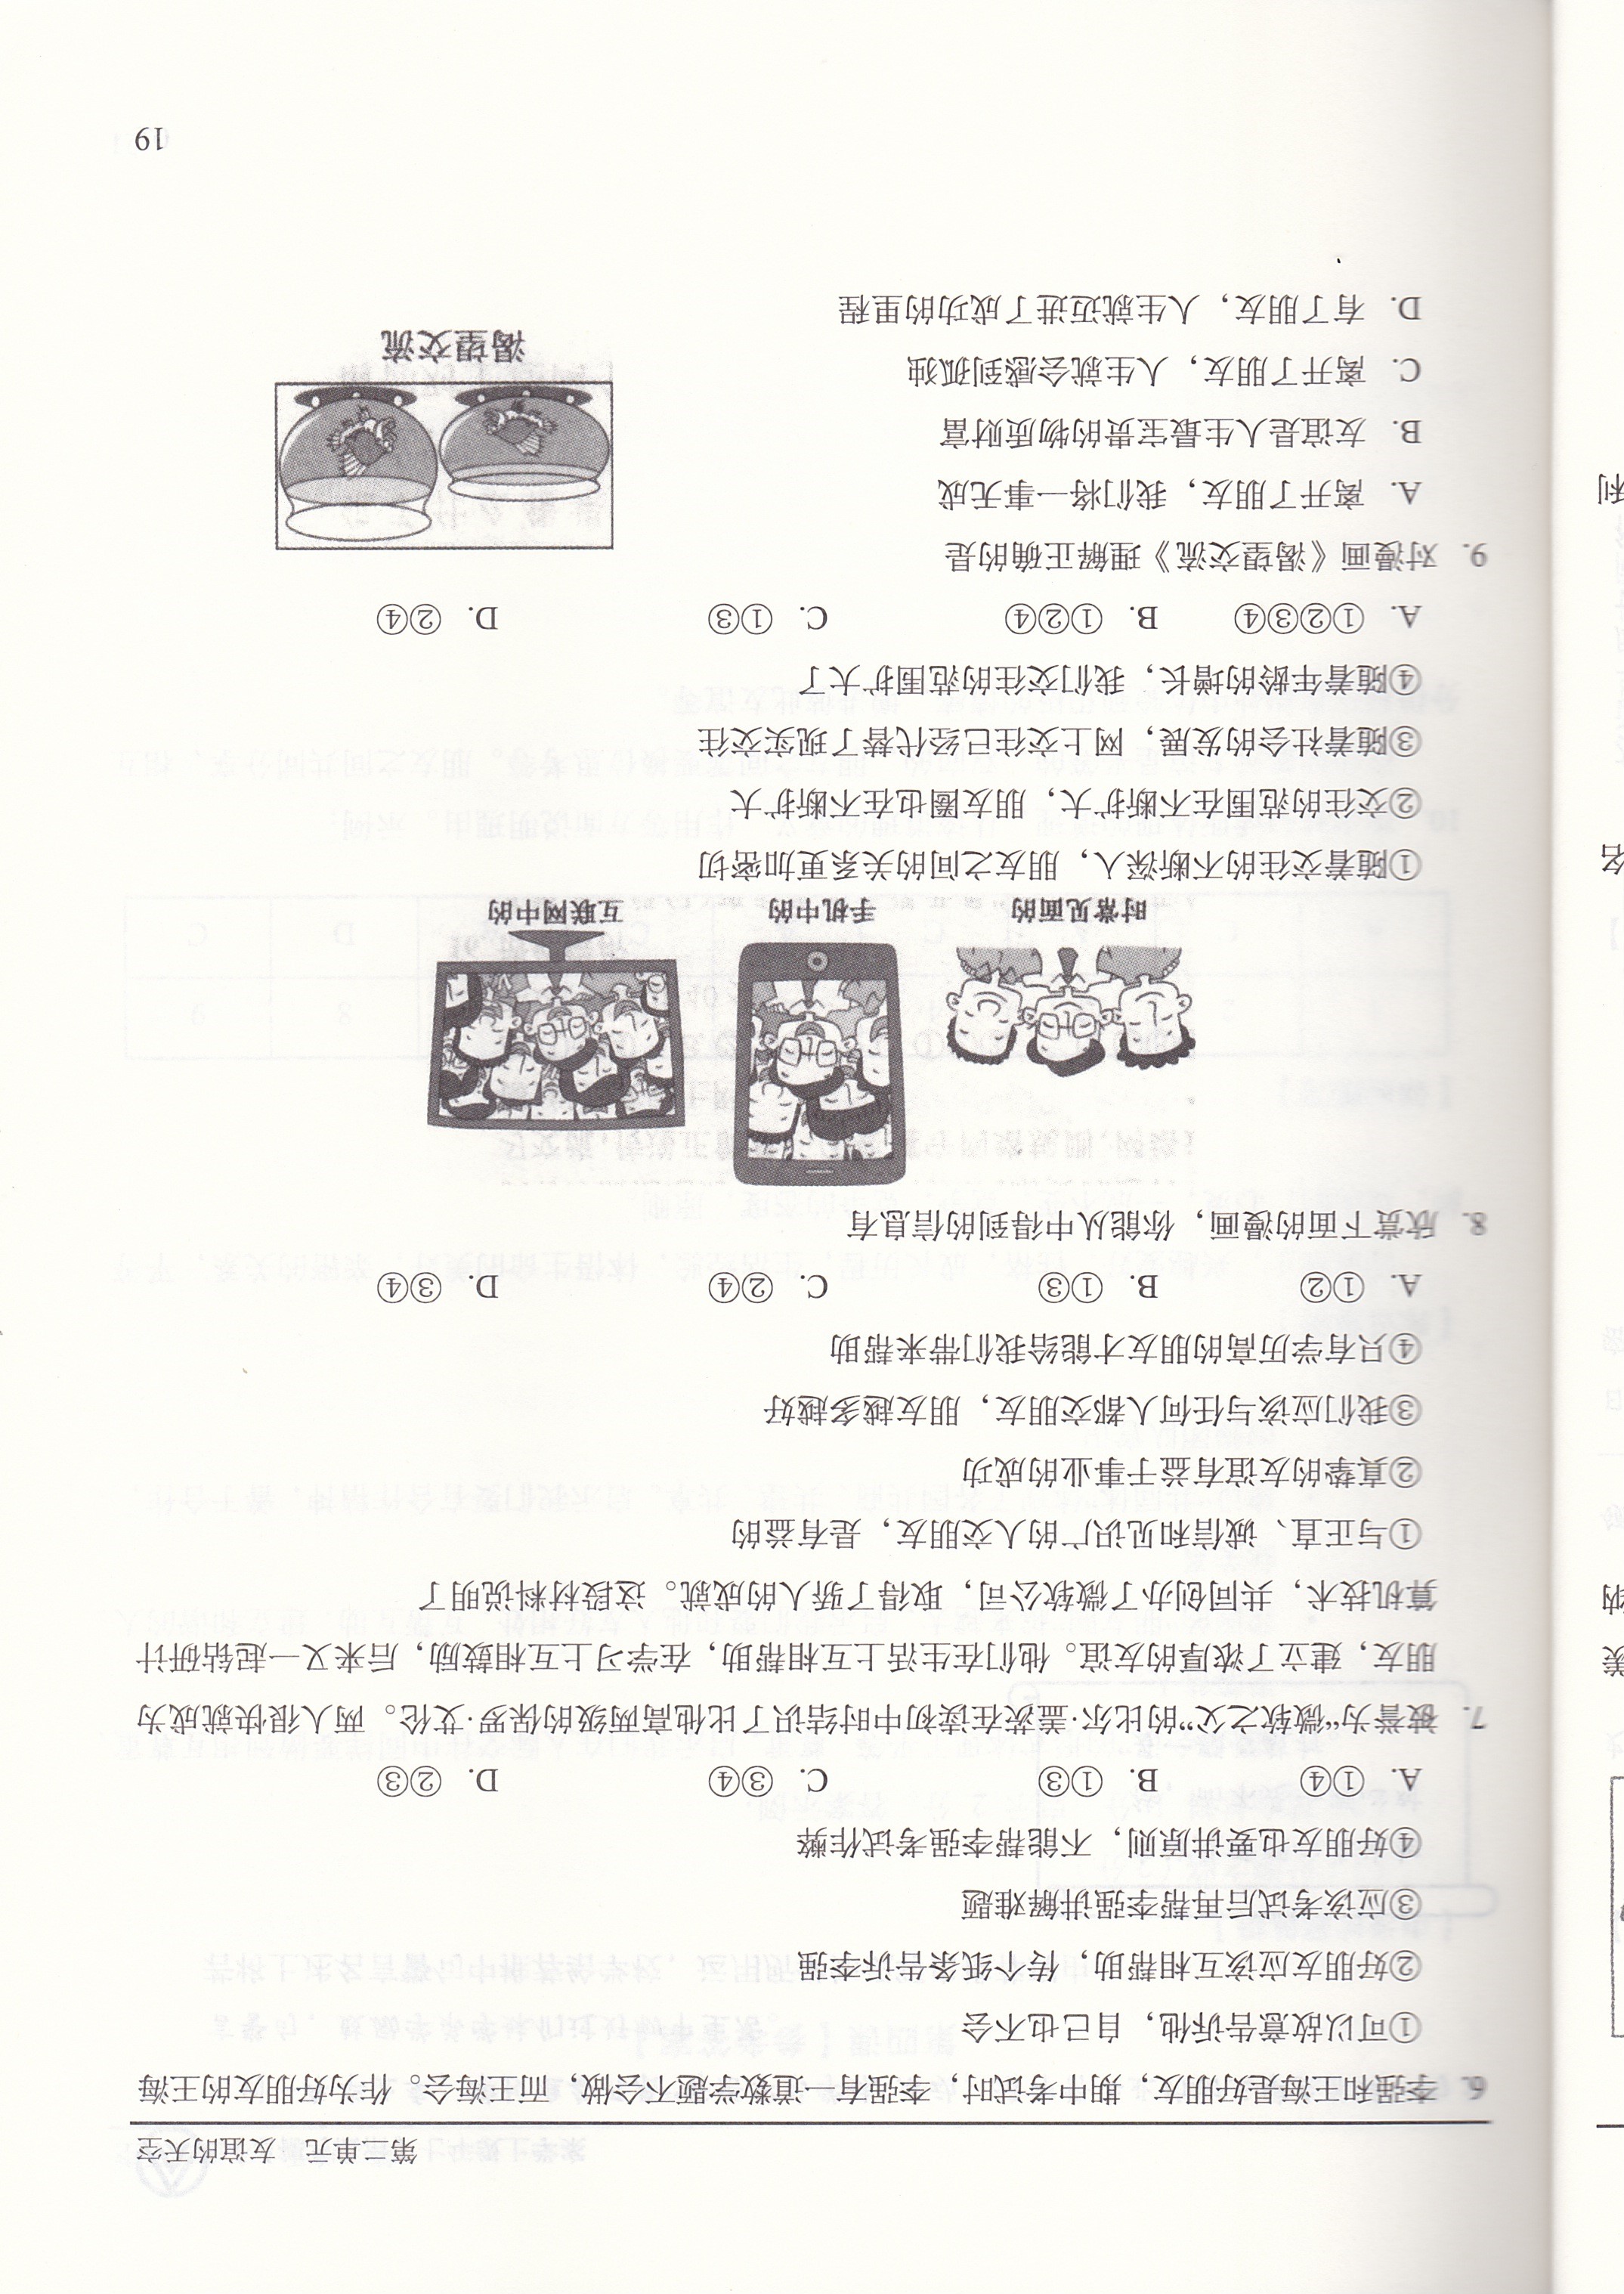 第二单元 友谊的天空
6. 李强和王海是好朋友，期中考试时，李强有一道数学题不会做，而王海会。作为好朋友的王海
①可以故意告诉他，自己也不会
②好朋友应该互相帮助，传个纸条告诉李强
③应该考试后再帮李强讲解难题
④好朋友也要讲原则，不能帮李强考试作弊
A. ①④ B. ①③ C. ③④ D. ②③
7. 被誉为“微软之父”的比尔·盖茨在读初中时结识了比他高两级的保罗·艾伦。两人很快就成为
朋友，建立了浓厚的友谊。他们在生活上互相帮助，在学习上互相鼓励，后来又一起钻研计
算机技术，共同创办了微软公司，取得了骄人的成就。这段材料说明了
①与正直、诚信和见识广的人交朋友，是有益的
②真挚的友谊有益于事业的成功
③我们应该与任何人都交朋友，朋友越多越好
④只有学历高的朋友才能给我们带来帮助
A. ①② B. ①③ C. ②④ D. ③④
8. 欣赏下面的漫画，你能从中得到的信息有
时常见面的 手机中的 互联网中的
①随着交往的不断深入，朋友之间的关系更加密切
②交往的范围在不断扩大，朋友圈也在不断扩大
③随着社会的发展，网上交往已经代替了现实交往
④随着年龄的增长，我们交往的范围扩大了
A. ①②③④ B. ①②④ C. ①③ D. ②④
9. 对漫画《渴望交流》理解正确的是
A. 离开了朋友，我们将一事无成
B. 友谊是人生最宝贵的物质财富
C. 离开了朋友，人生就会感到孤独
D. 有了朋友，人生就迈进了成功的里程
渴望交流
19
利
名